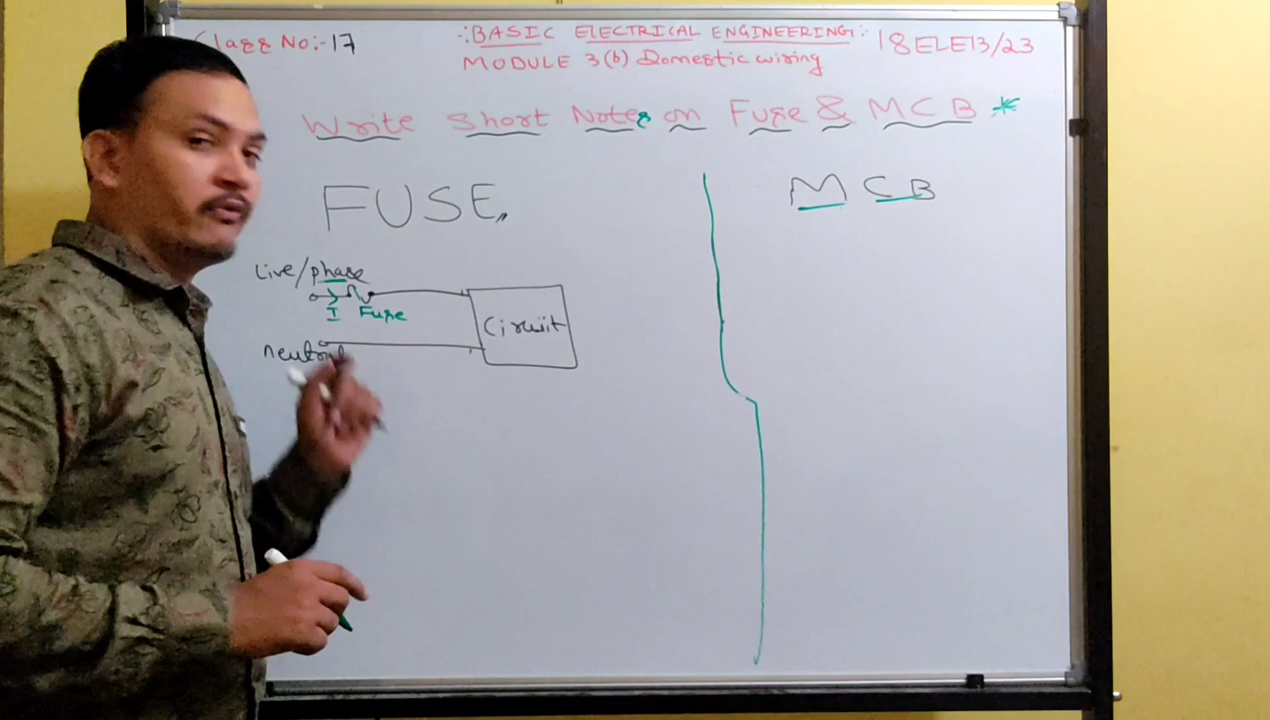 Class No:- 17
:BASIC ELECTRICAL ENGINEERING:
18ELE13/23
MODULE 3(b) Domestic wiring
Write Short Notes on Fuse & MCB *
FUSE
MCB
Live/phase
I Fuse
Circuit
neutral